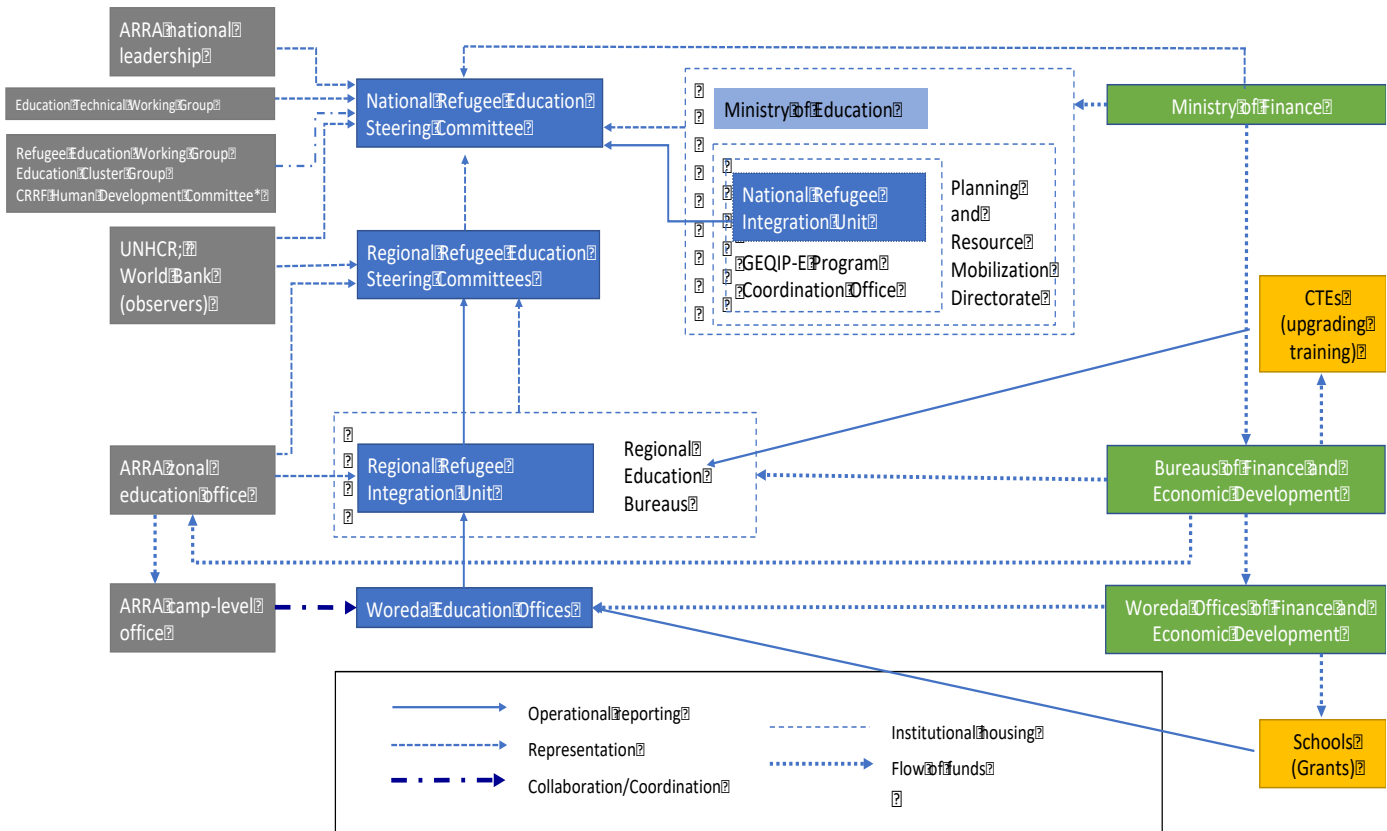 ARRA national
leadership
Education Technical Working Group
Refugee Education Working Group
Education Cluster Group
CRRF Human Development Committee*
UNHCR;
World Bank
(observers)
ARRA zonal
education office
ARRA camp-level
office
National Refugee Education
Steering Committee
Regional Refugee Education
Steering Committees
Ministry of Education
National Refugee
Integration Unit
GEQIP-E Program
Coordination Office
Planning
and
Resource
Mobilization
Directorate
Ministry of Finance
CTEs
(upgrading
training)
Regional Refugee
Integration Unit
Regional
Education
Bureaus
Bureaus of Finance and
Economic Development
Woreda Education Offices
Woreda Offices of Finance and
Economic Development
Schools
(Grants)
Operational reporting
Representation
Collaboration/Coordination
Institutional housing
Flow of funds